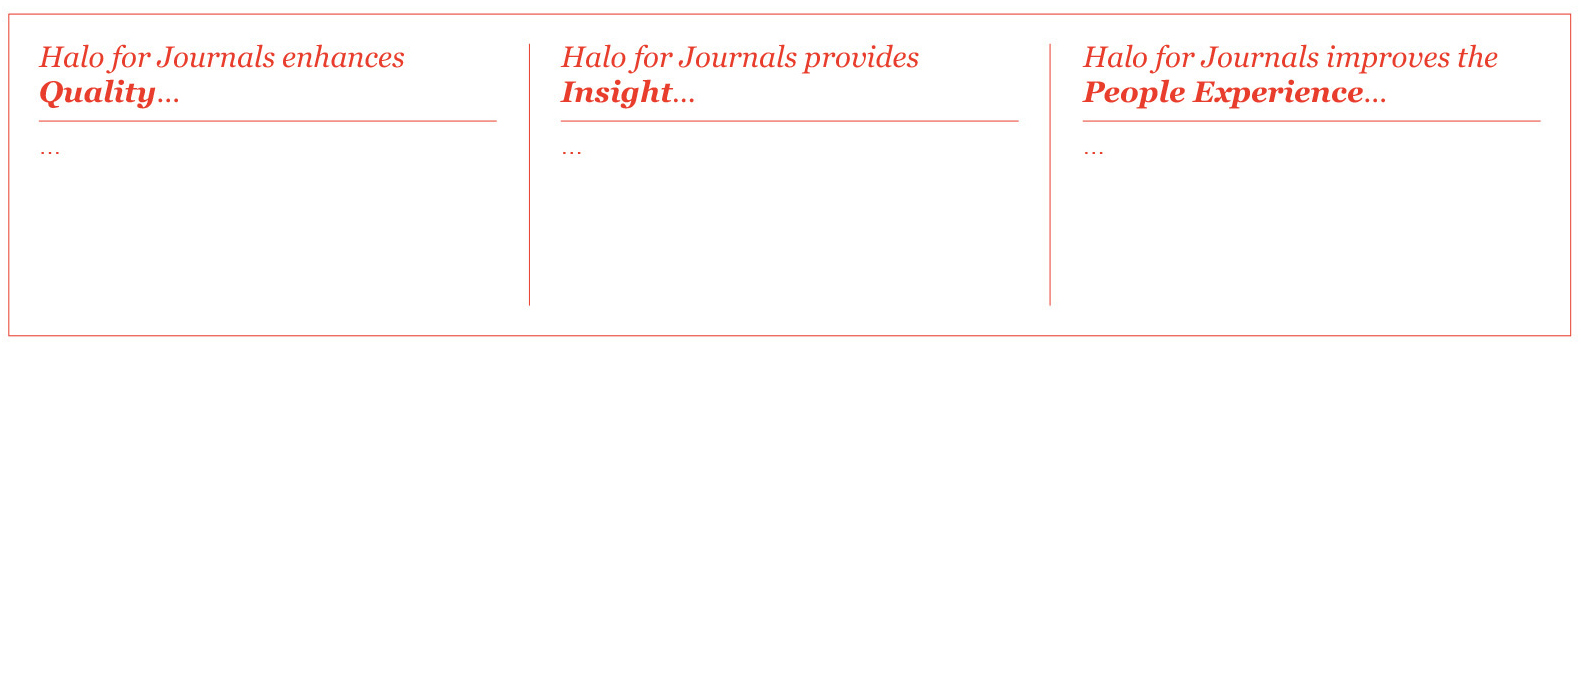 Halo for Journals enhances
Quality...
...
Halo for Journals provides
Insight...
...
Halo for Journals improves the
People Experience...
...